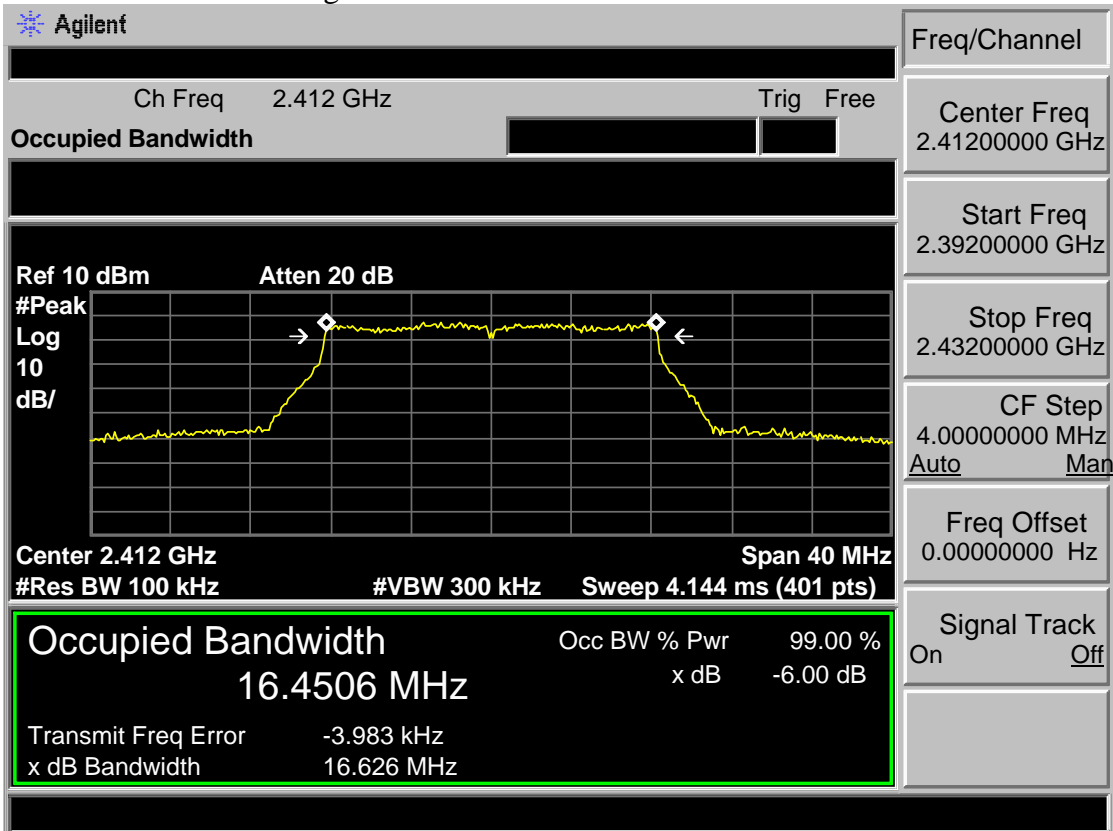 Agilent
Freq/Channel
Ch Freq 2.412 GHz Trig Free
Occupied Bandwidth
Center Freq
2.41200000 GHz
Start Freq
2.39200000 GHz
Stop Freq
2.43200000 GHz
CF Step
4.00000000 MHz
Auto Man
Freq Offset
0.00000000 Hz
Signal Track
On Off
Ref 10 dBm Atten 20 dB
#Peak
Log
10
dB/
Center 2.412 GHz Span 40 MHz
#Res BW 100 kHz #VBW 300 kHz Sweep 4.144 ms (401 pts)
Occupied Bandwidth Occ BW % Pwr 99.00 %
16.4506 MHz x dB -6.00 dB
Transmit Freq Error -3.983 kHz
x dB Bandwidth 16.626 MHz